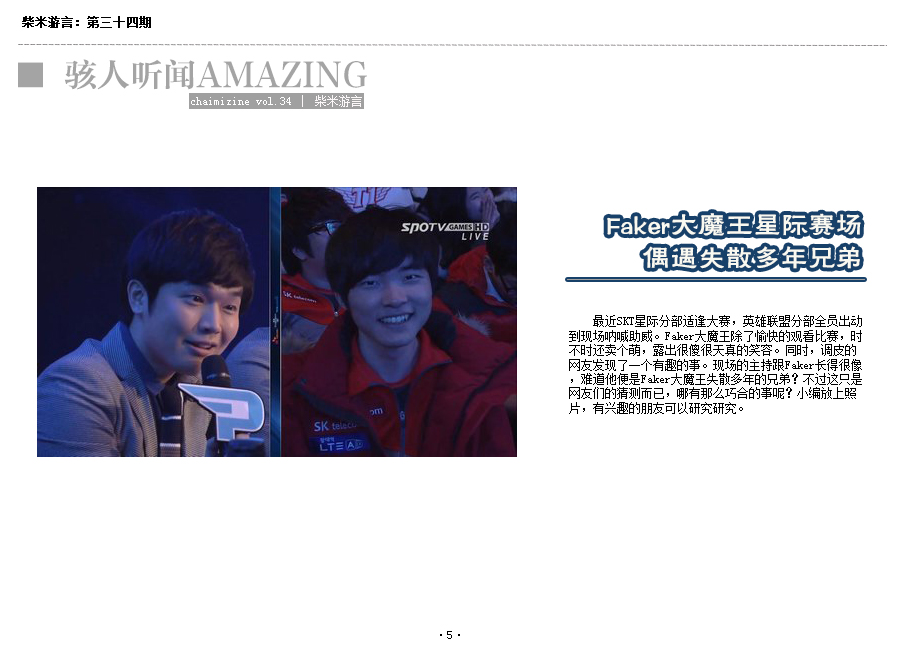 柴米游言：第三十四期
骇人听闻AMAZING
chaimizine vol.34 | 柴米游言
SPOTV GAMES HD
LIVE
SK telecom
SK teleco
LTE
Faker大魔王星际赛场
偶遇失散多年兄弟
最近SKT星际分部适逢大赛，英雄联盟分部全员出动
到现场呐喊助威。Faker大魔王除了愉快的观看比赛，时
不时还卖个萌，露出很傻很天真的笑容。同时，调皮的
网友发现了一个有趣的事。现场的主持跟Faker长得很像
，难道他便是Faker大魔王失散多年的兄弟？不过这只是
网友们的猜测而已，哪有那么巧合的事呢？小编放上照
片，有兴趣的朋友可以研究研究。
·5·